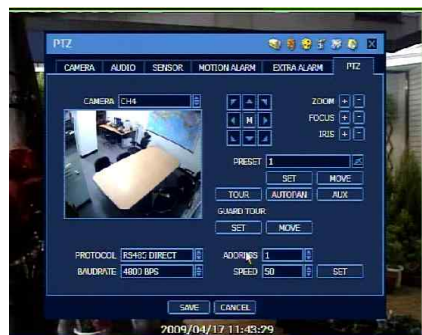 PTZ
CAMERA AUDIO SENSOR MOTION ALARM EXTRA ALARM PTZ
CAMERA CH4 ZOOM + -
M FOCUS + -
IRIS + -
PRESET 1
SET MOVE
TOUR AUTOPAN AUX
GUARD TOUR
SET MOVE
PROTOCOL RS485 DIRECT ADDRESS 1
BAUDRATE 4800 BPS SPEED 50 SET
SAVE CANCEL
2009/04/17 11:43:29